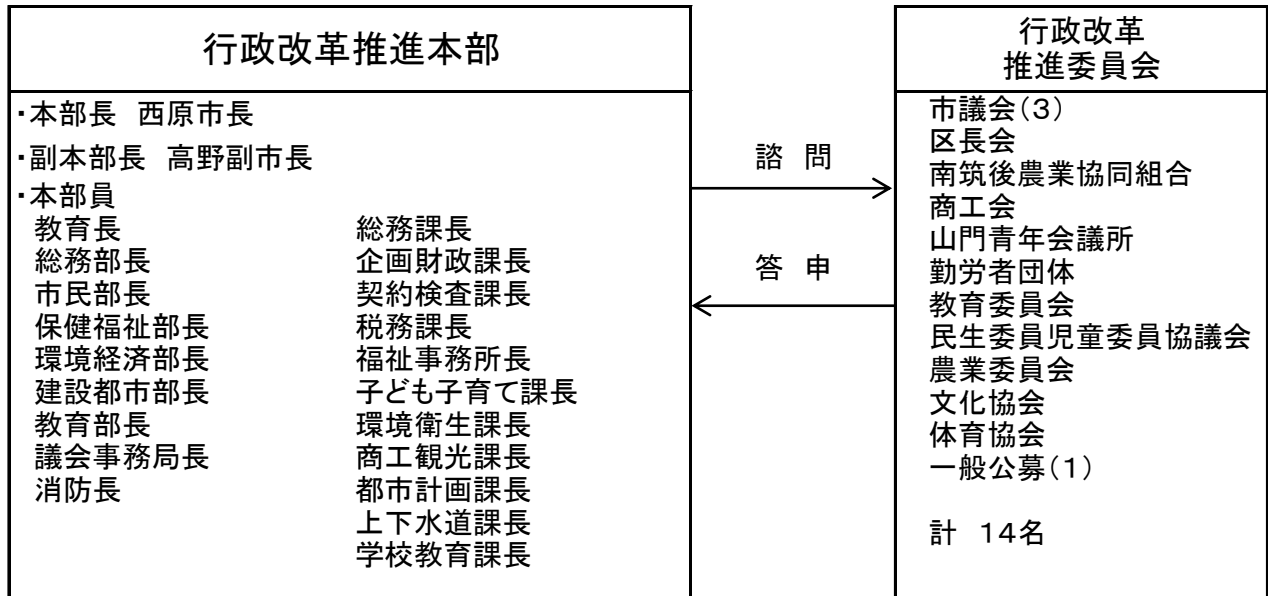 行政改革推進本部
・本部長 西原市長
・副本部長 高野副市長
・本部員
教育長
総務部長
市民部長
保健福祉部長
環境経済部長
建設都市部長
教育部長
議会事務局長
消防長
総務課長
企画財政課長
契約検査課長
税務課長
福祉事務所長
子ども子育て課長
環境衛生課長
商工観光課長
都市計画課長
上下水道課長
学校教育課長
諮 問
答 申
行政改革
推進委員会
市議会(3)
区長会
南筑後農業協同組合
商工会
山門青年会議所
勤労者団体
教育委員会
民生委員児童委員協議会
農業委員会
文化協会
体育協会
一般公募(1)
計 14名